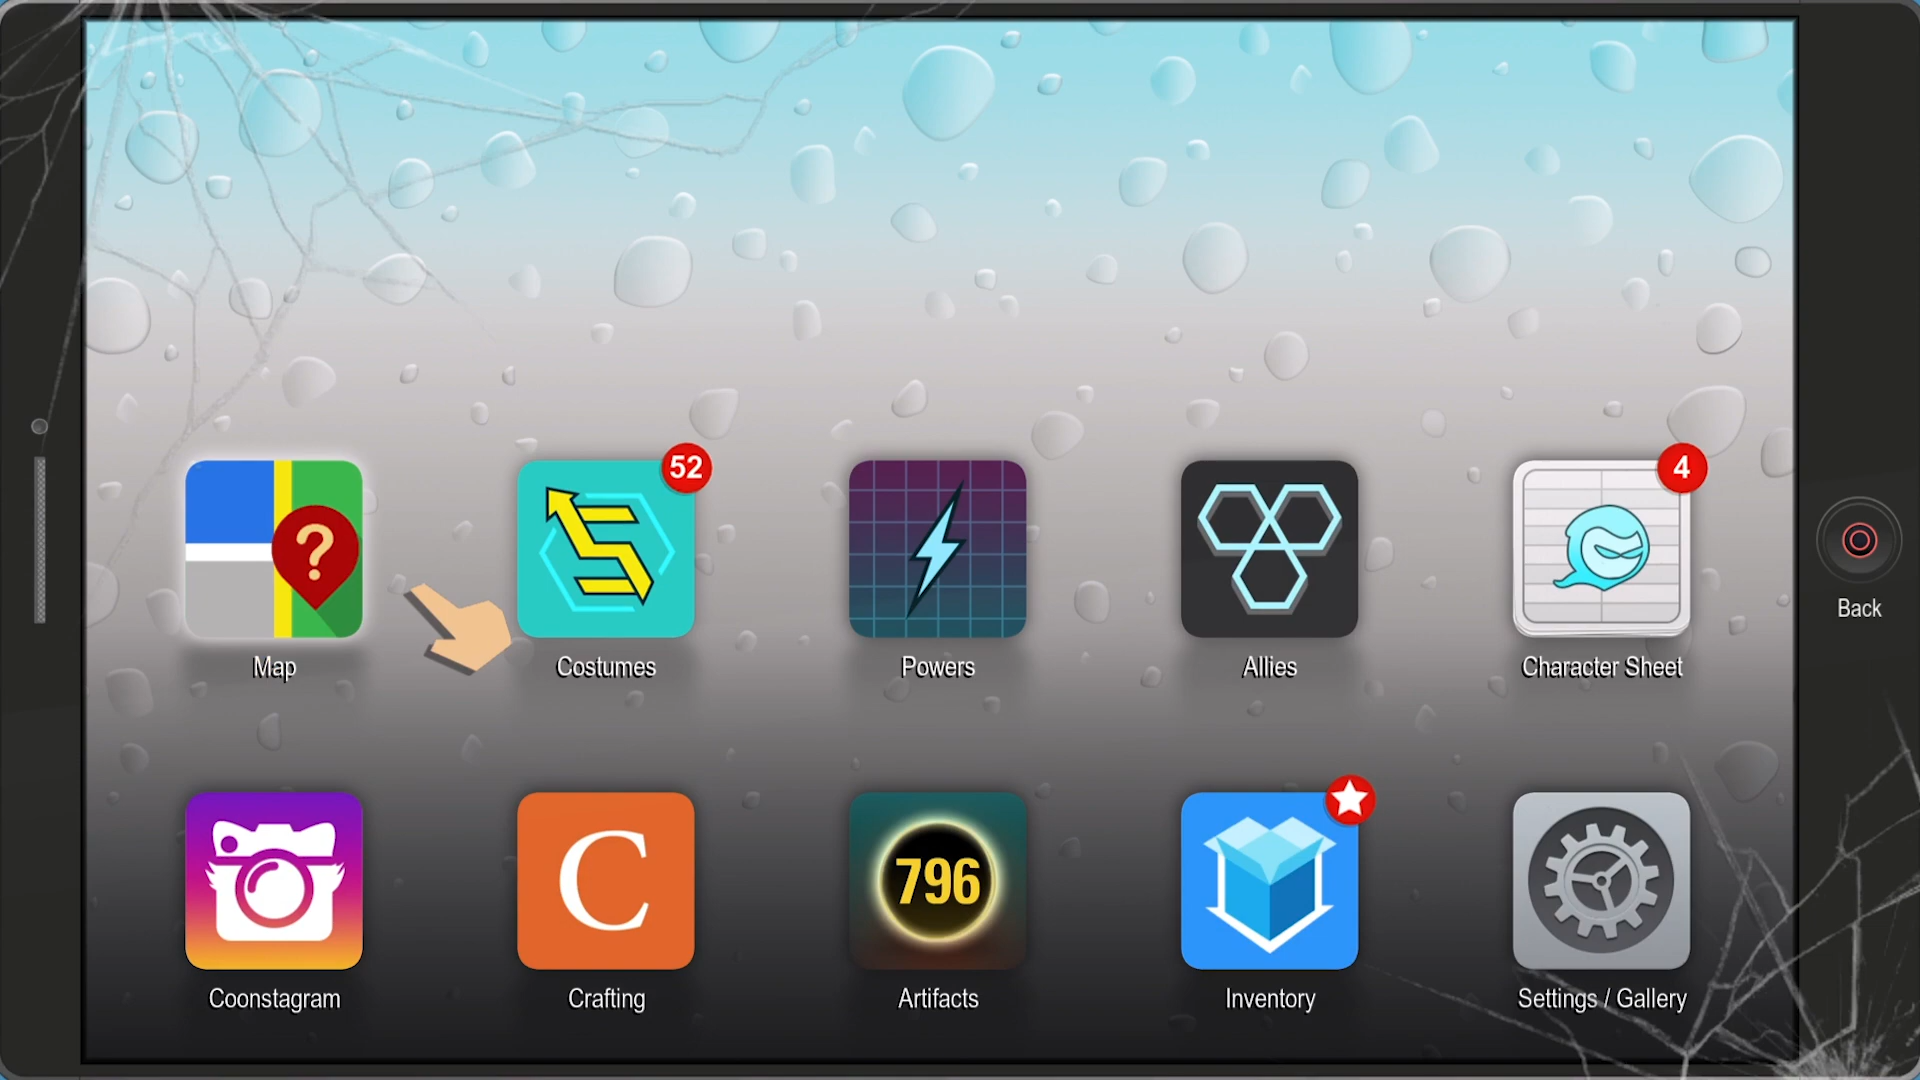 52
4
?
Map
Costumes
Powers
Allies
Character Sheet
Back
C
796
Coonstagram
Crafting
Artifacts
Inventory
Settings / Gallery